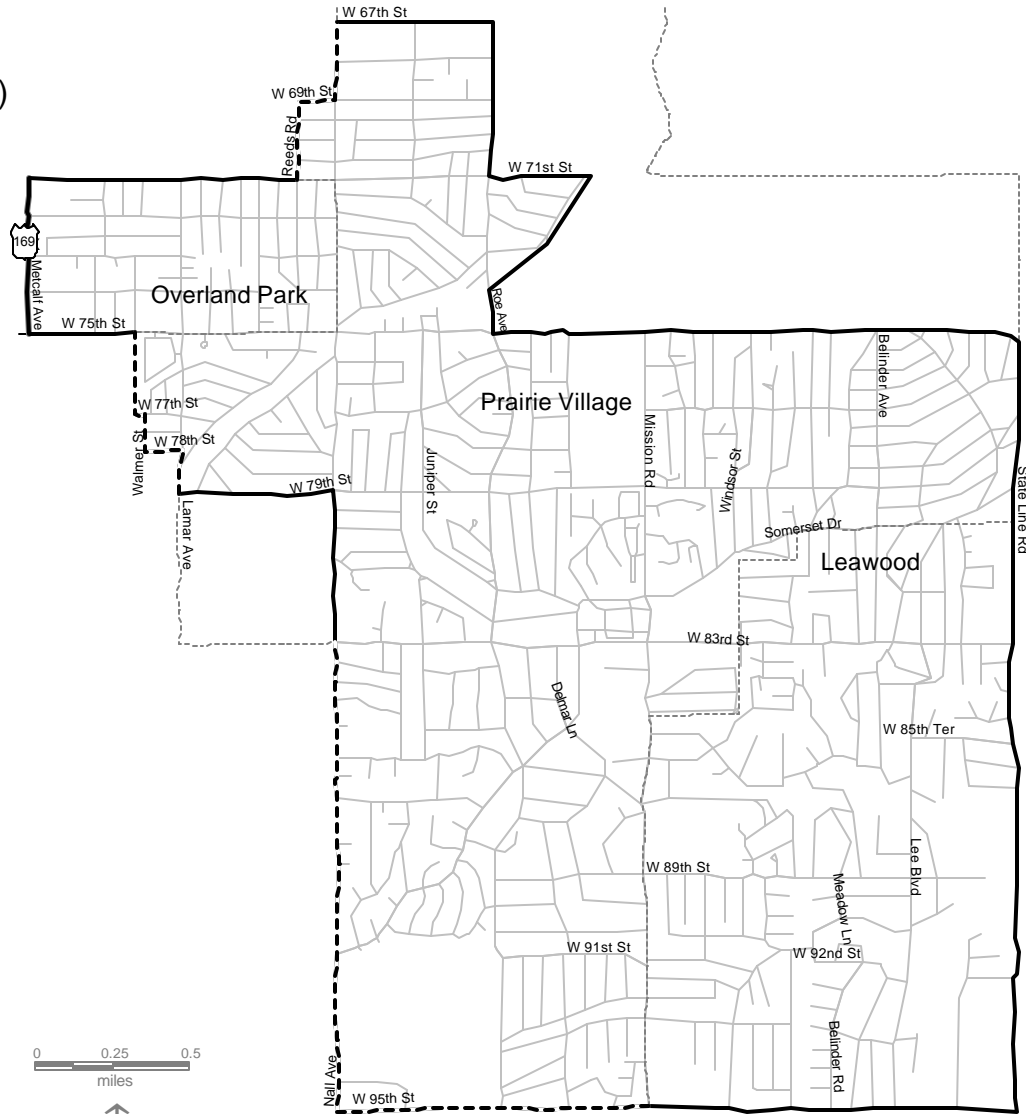 W 67th St
)
W 69th St
Reeds Rd
W 71st St
169
Metcalf Ave
Overland Park
Roe Ave
W 75th St
Belinder Ave
Prairie Village
W 77th St
Mission Rd
W 78th St
Walmer St
Juniper St
Windsor St
State Line Rd
W 79th St
Lamar Ave
Somerset Dr
Leawood
W 83rd St
Delmar Ln
W 85th Ter
Lee Blvd
W 89th St
Meadow Ln
W 91st St
W 92nd St
Belinder Rd
0 0.25 0.5
miles
Nall Ave
W 95th St